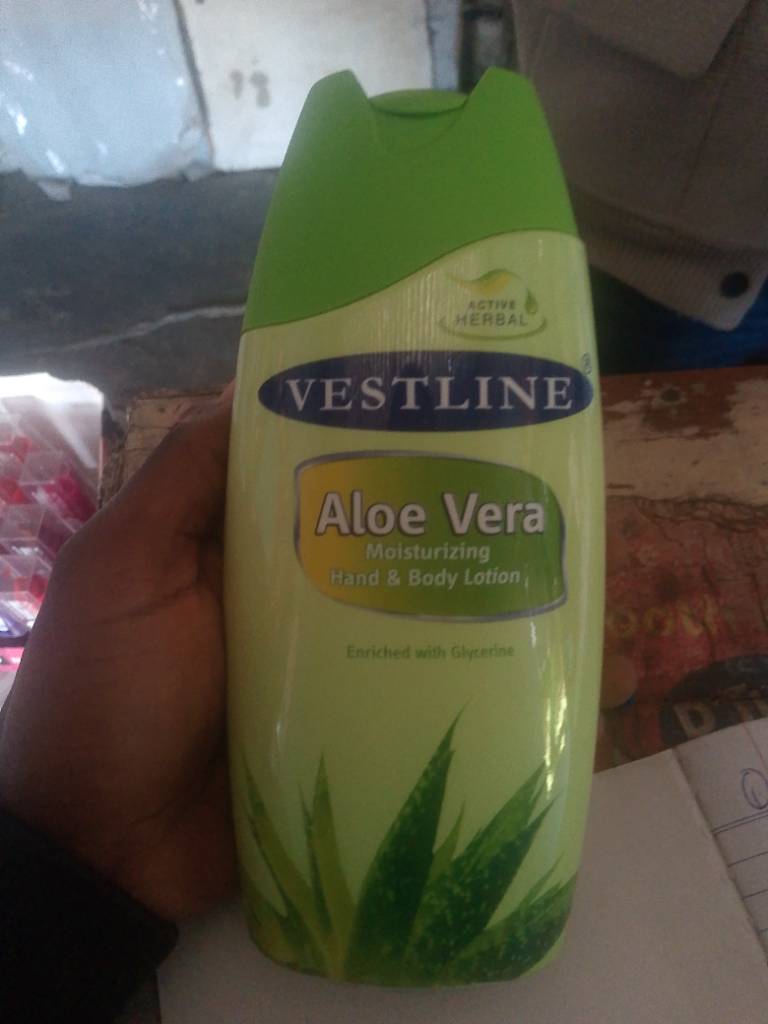 ACTIVE
HERBAL
VESTLINE®
Aloe Vera
Moisturizing
Hand & Body Lotion
Enriched with Glycerine